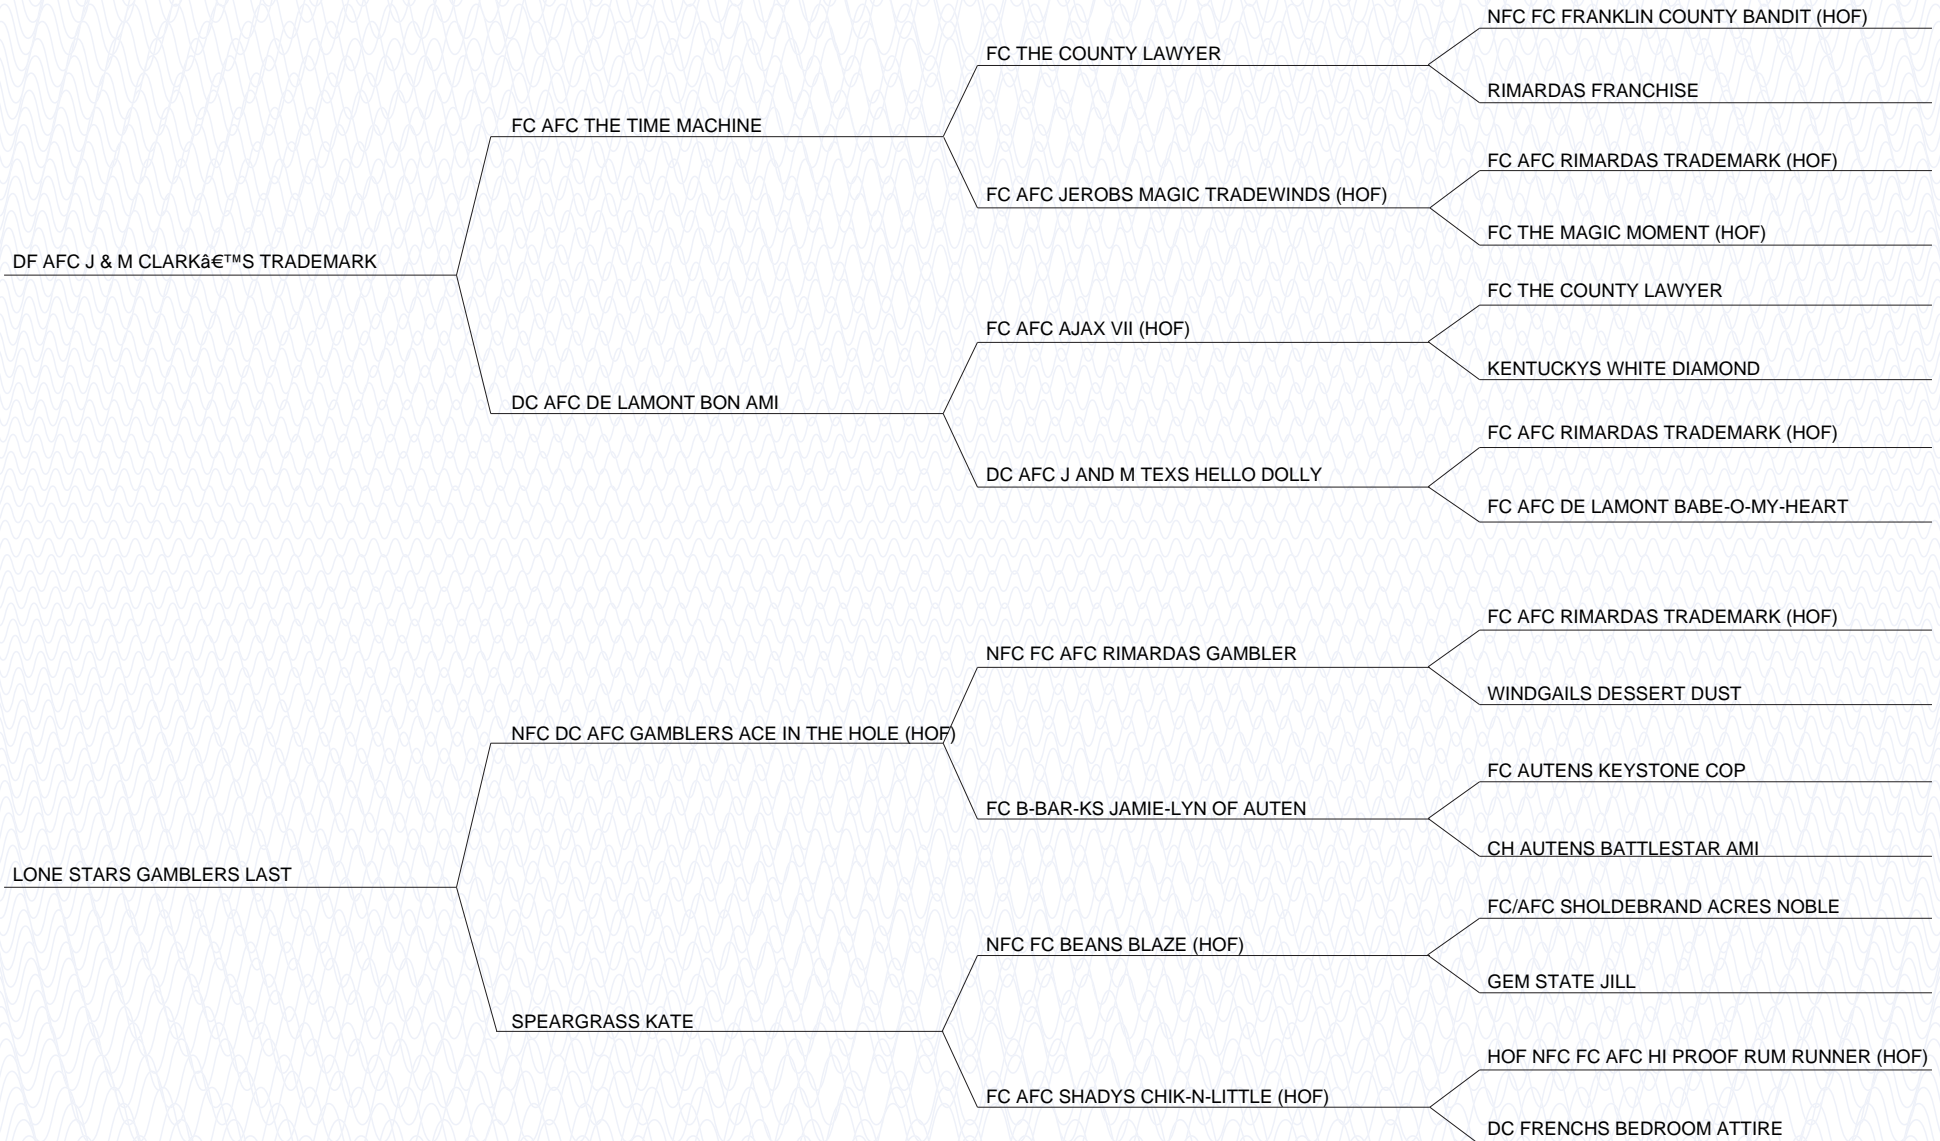 NFC FC FRANKLIN COUNTY BANDIT (HOF)
FC THE COUNTY LAWYER
RIMARDAS FRANCHISE
FC AFC THE TIME MACHINE
FC AFC RIMARDAS TRADEMARK (HOF)
FC AFC JEROBS MAGIC TRADEWINDS (HOF)
FC THE MAGIC MOMENT (HOF)
DF AFC J & M CLARKâ€™S TRADEMARK
FC THE COUNTY LAWYER
FC AFC AJAX VII (HOF)
KENTUCKYS WHITE DIAMOND
DC AFC DE LAMONT BON AMI
FC AFC RIMARDAS TRADEMARK (HOF)
DC AFC J AND M TEXS HELLO DOLLY
FC AFC DE LAMONT BABE-O-MY-HEART
FC AFC RIMARDAS TRADEMARK (HOF)
NFC FC AFC RIMARDAS GAMBLER
WINDGAILS DESSERT DUST
NFC DC AFC GAMBLERS ACE IN THE HOLE (HOF)
FC AUTENS KEYSTONE COP
FC B-BAR-KS JAMIE-LYN OF AUTEN
CH AUTENS BATTLESTAR AMI
LONE STARS GAMBLERS LAST
FC/AFC SHOLDEBRAND ACRES NOBLE
NFC FC BEANS BLAZE (HOF)
GEM STATE JILL
SPEARGRASS KATE
HOF NFC FC AFC HI PROOF RUM RUNNER (HOF)
FC AFC SHADYS CHIK-N-LITTLE (HOF)
DC FRENCHS BEDROOM ATTIRE